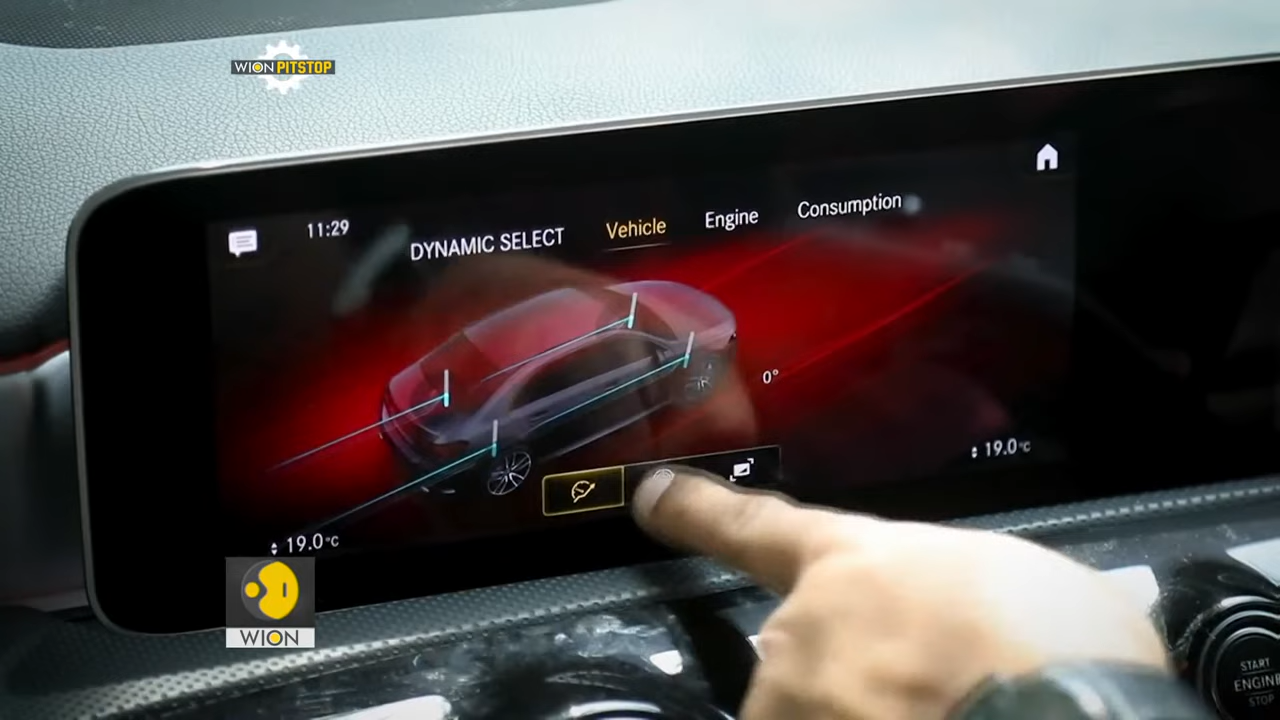 WION PITSTOP
11:29
DYNAMIC SELECT
Vehicle
Engine
Consumption
0°
19.0°C
19.0°C
WION
START
ENGINE
STOP